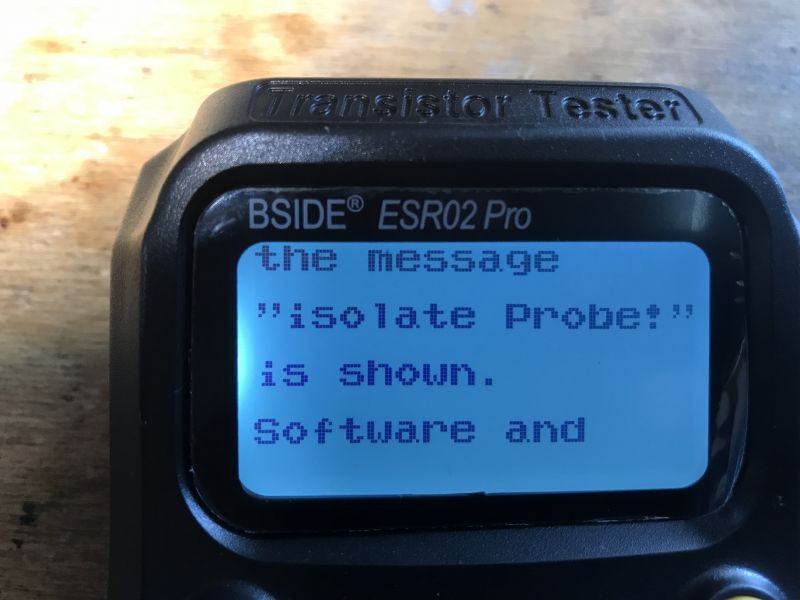 Transistor Tester
BSIDE® ESR02 Pro
the message
"isolate Probe!"
is shown.
Software and